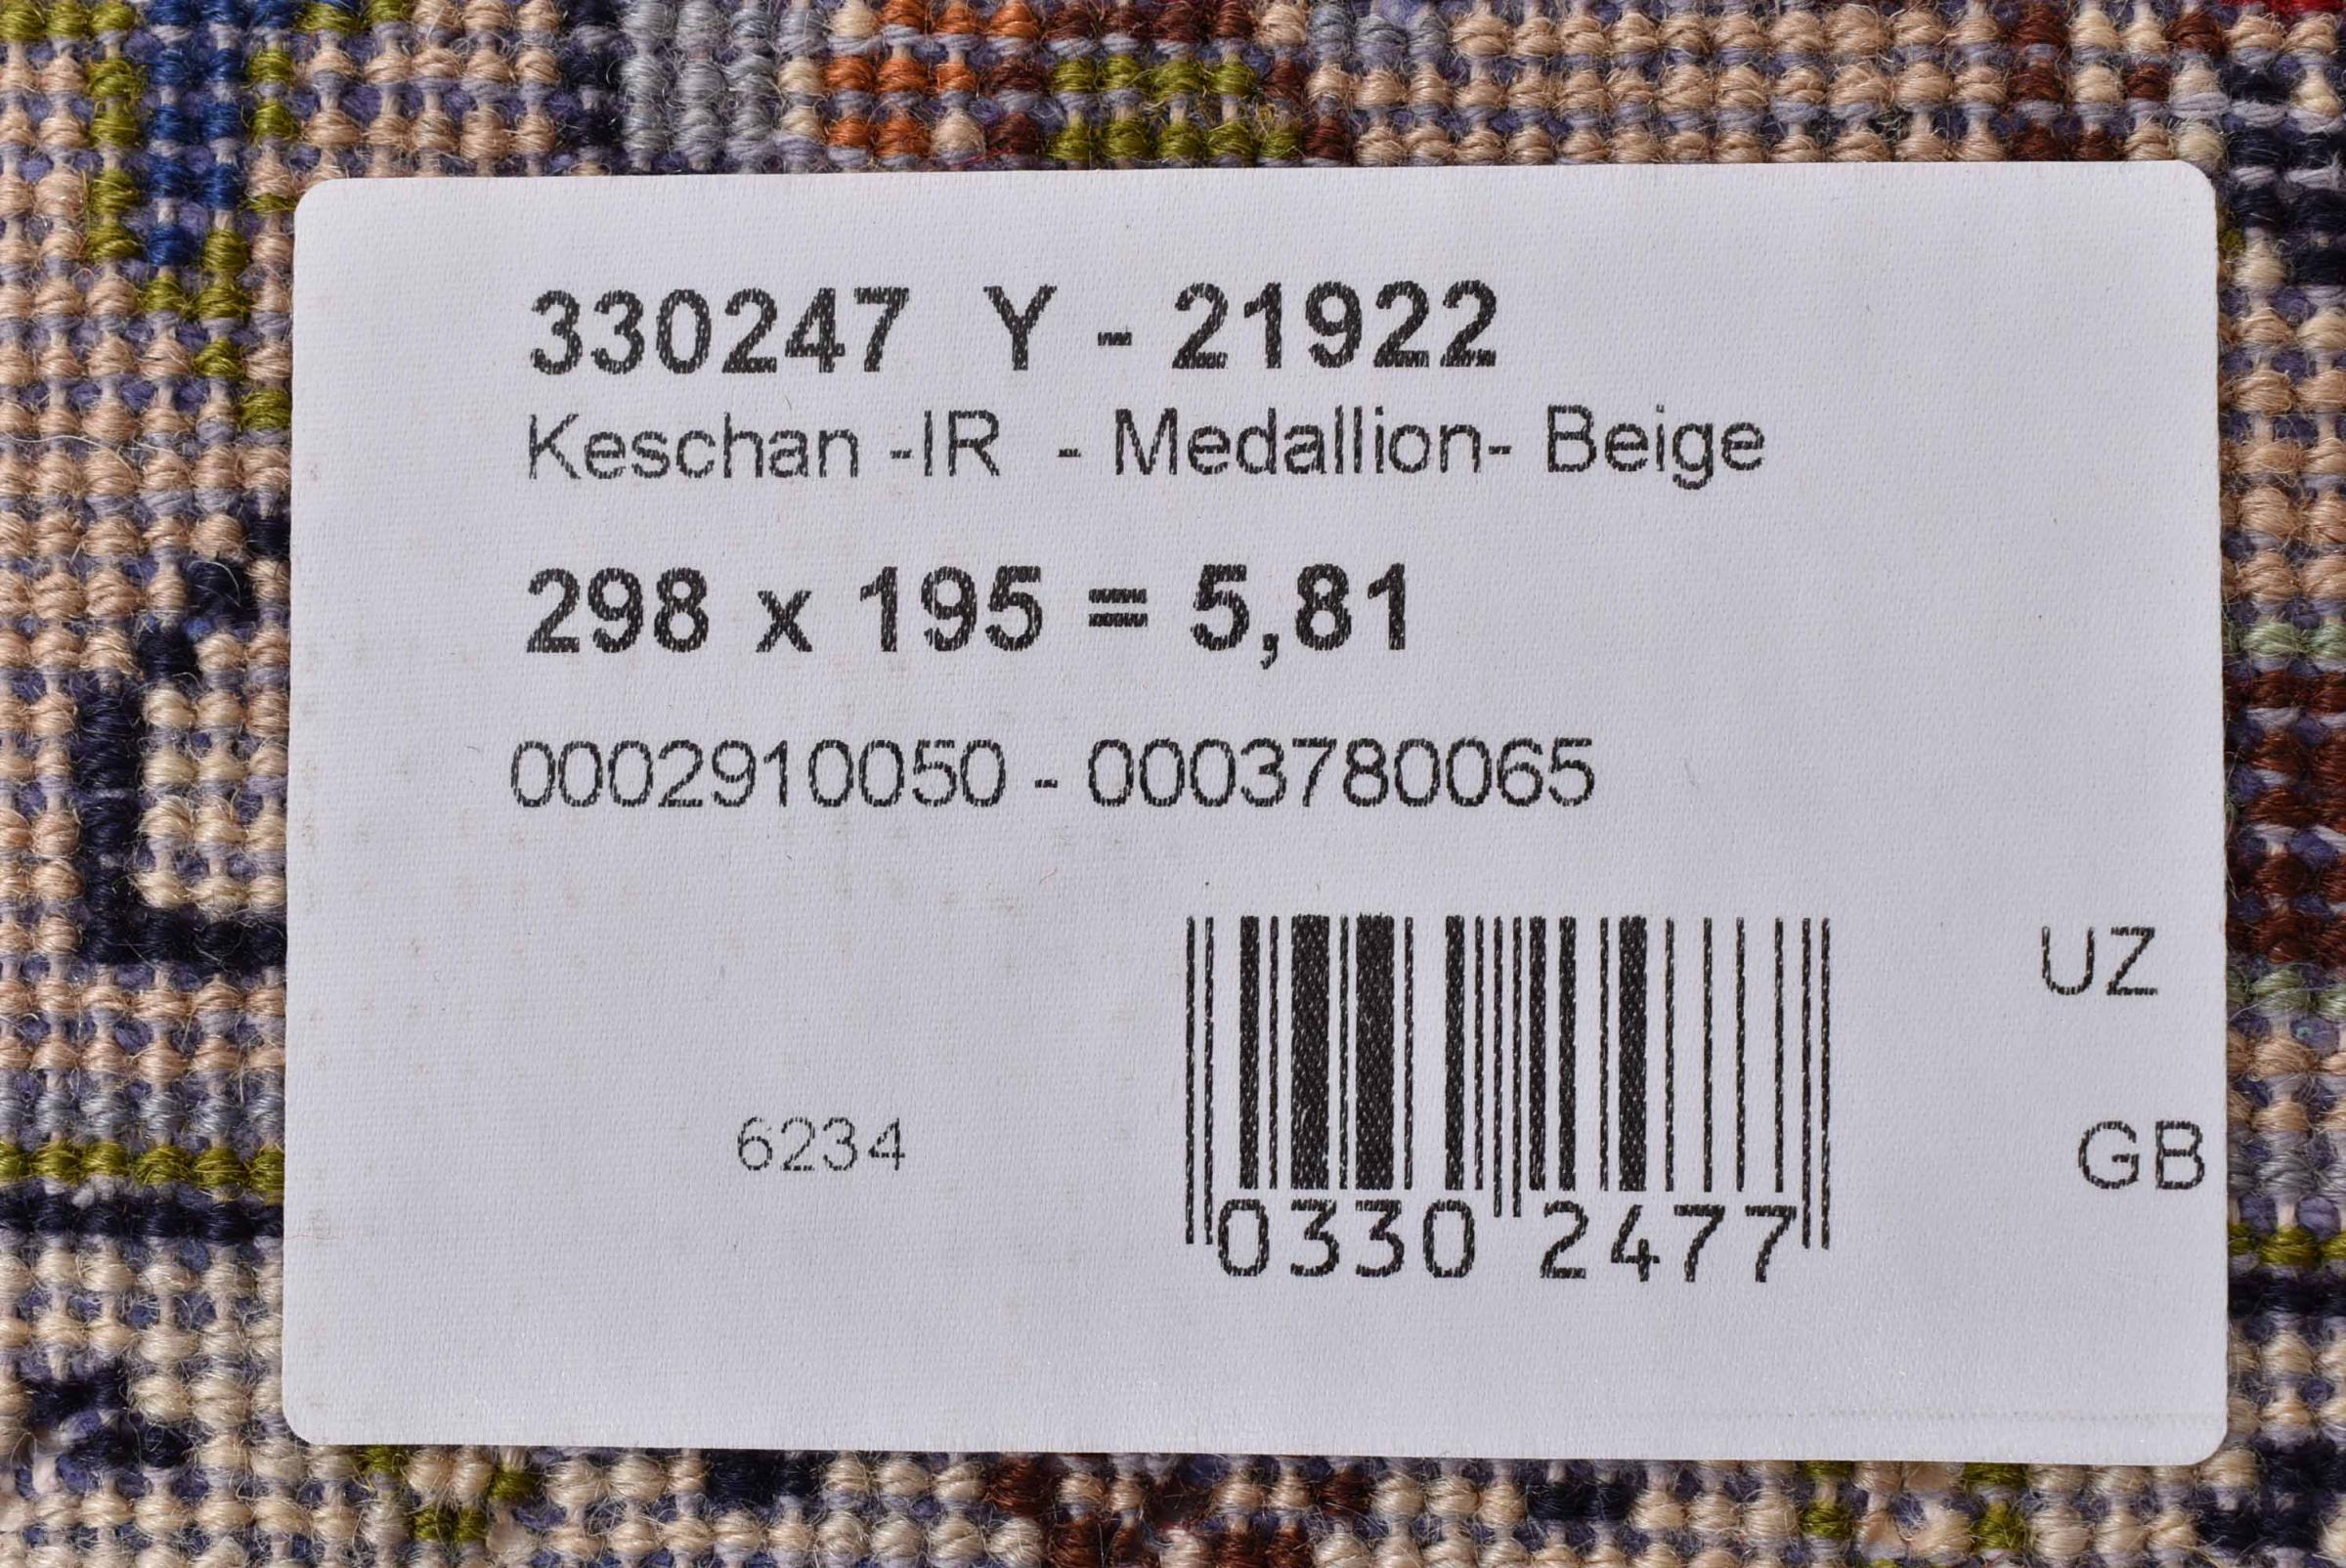 330247 Y - 21922
Keschan -IR - Medallion- Beige
298 x 195 = 5,81
0002910050 - 0003780065
UZ
6234
GB
0330 2477